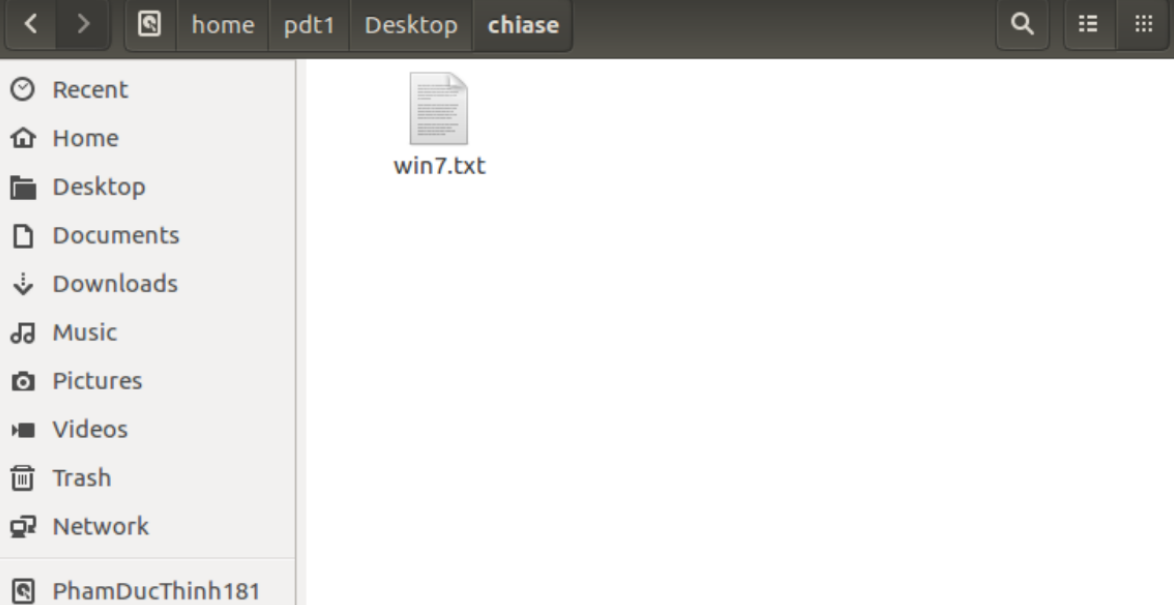 home pdt1 Desktop chiase
Recent
Home
Desktop
Documents
Downloads
Music
Pictures
Videos
Trash
Network
PhamDucThinh181
win7.txt